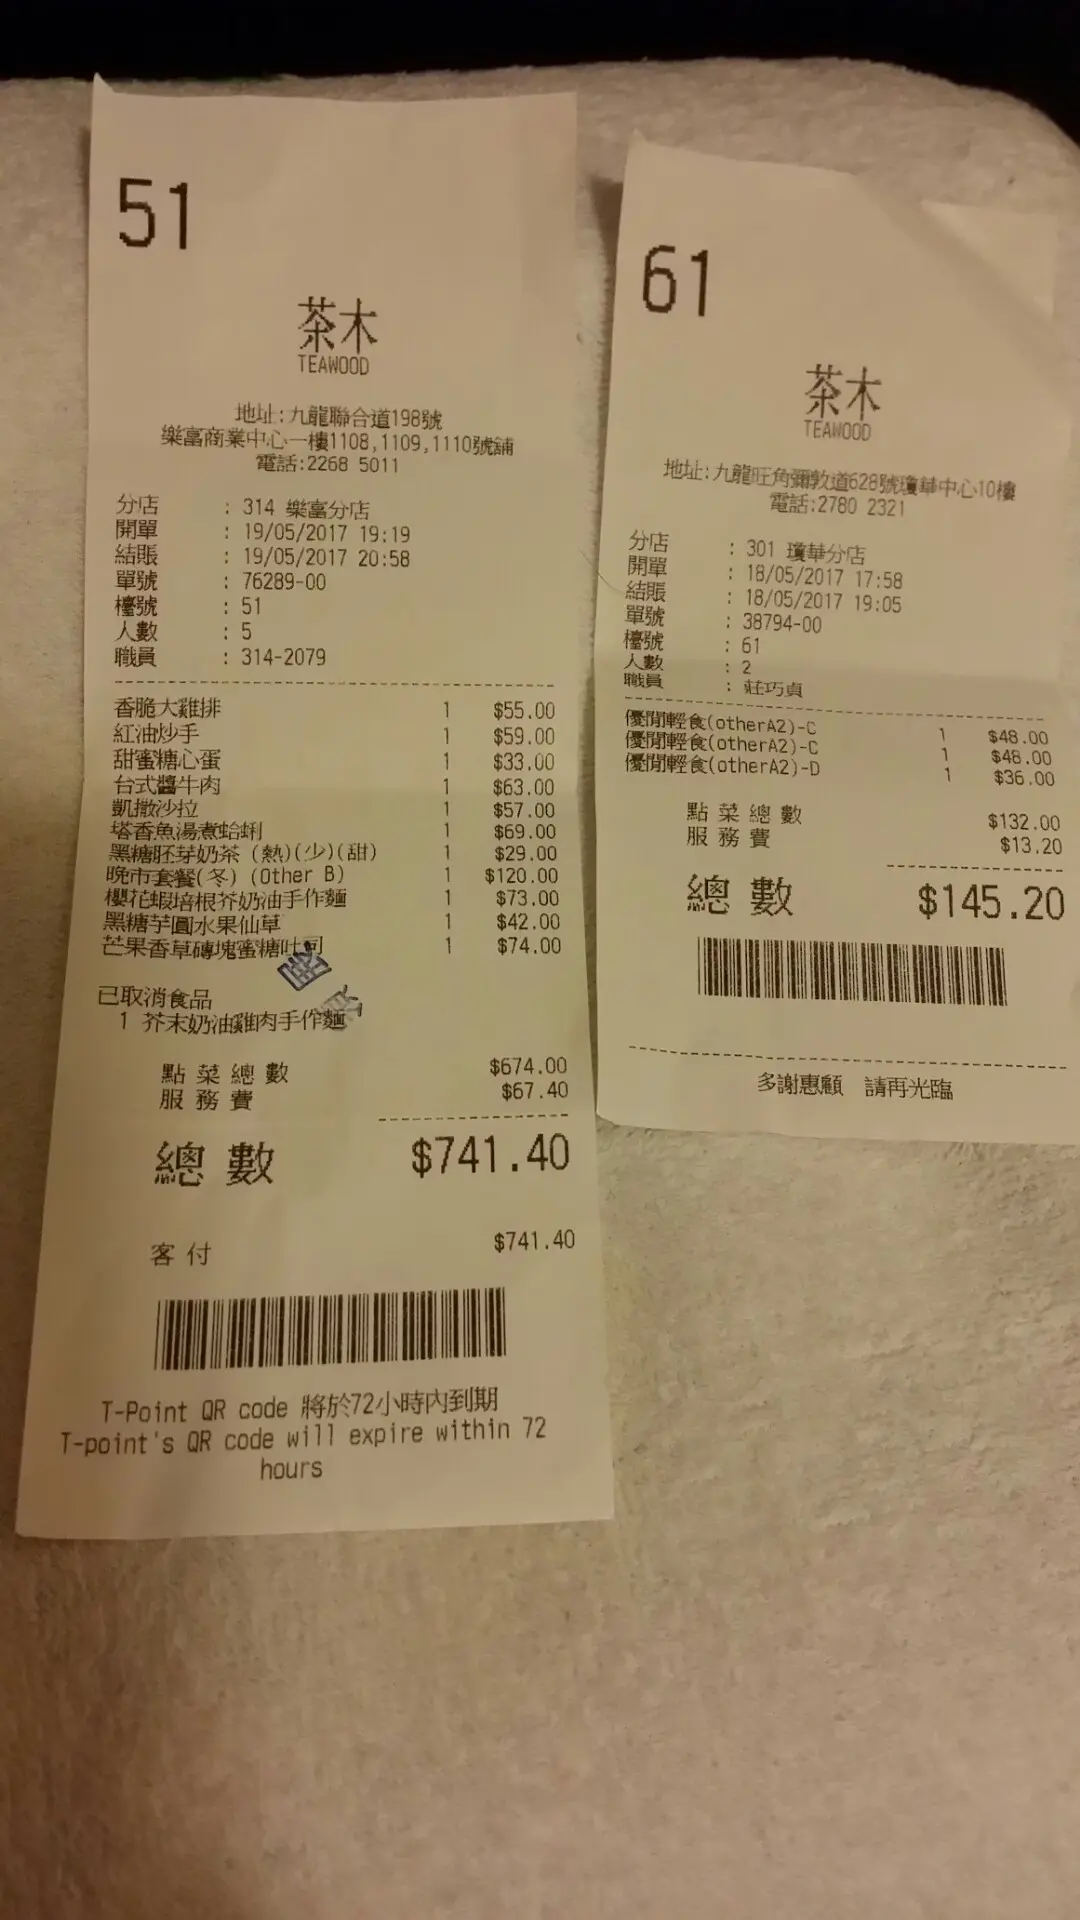 51
茶木
TEAWOOD
地址:九龍聯合道198號
樂富商業中心一樓1108,1109,1110號舖
電話:2268 5011
分店 : 314 樂富分店
開單 : 19/05/2017 19:19
結賬 : 19/05/2017 20:58
單號 : 76289-00
檯號 : 51
人數 : 5
職員 : 314-2079
香脆大雞排 1 $55.00
紅油炒手 1 $59.00
甜蜜糖心蛋 1 $33.00
台式醬牛肉 1 $63.00
凱撒沙拉 1 $57.00
塔香魚湯煮蛤蜊 1 $69.00
黑糖胚芽奶茶 (熱)(少)(甜) 1 $29.00
晚市套餐(冬) (Other B) 1 $120.00
櫻花蝦培根芥奶油手作麵 1 $73.00
黑糖芋圓水果仙草 1 $42.00
芒果香草磚塊蜜糖吐司 1 $74.00
已取消食品
1 芥末奶油雞肉手作麵
點菜總數 $674.00
服務費 $67.40
總數 $741.40
客付 $741.40
T-Point QR code 將於72小時內到期
T-point's QR code will expire within 72
hours
61
茶木
TEAWOOD
地址:九龍旺角彌敦道628號瓊華中心10樓
電話:2780 2321
分店 : 301 瓊華分店
開單 : 18/05/2017 17:58
結賬 : 18/05/2017 19:05
單號 : 38794-00
檯號 : 61
人數 : 2
職員 : 莊巧貞
優閒輕食(otherA2)-C 1 $48.00
優閒輕食(otherA2)-C 1 $48.00
優閒輕食(otherA2)-D 1 $36.00
點菜總數 $132.00
服務費 $13.20
總數 $145.20
多謝惠顧 請再光臨